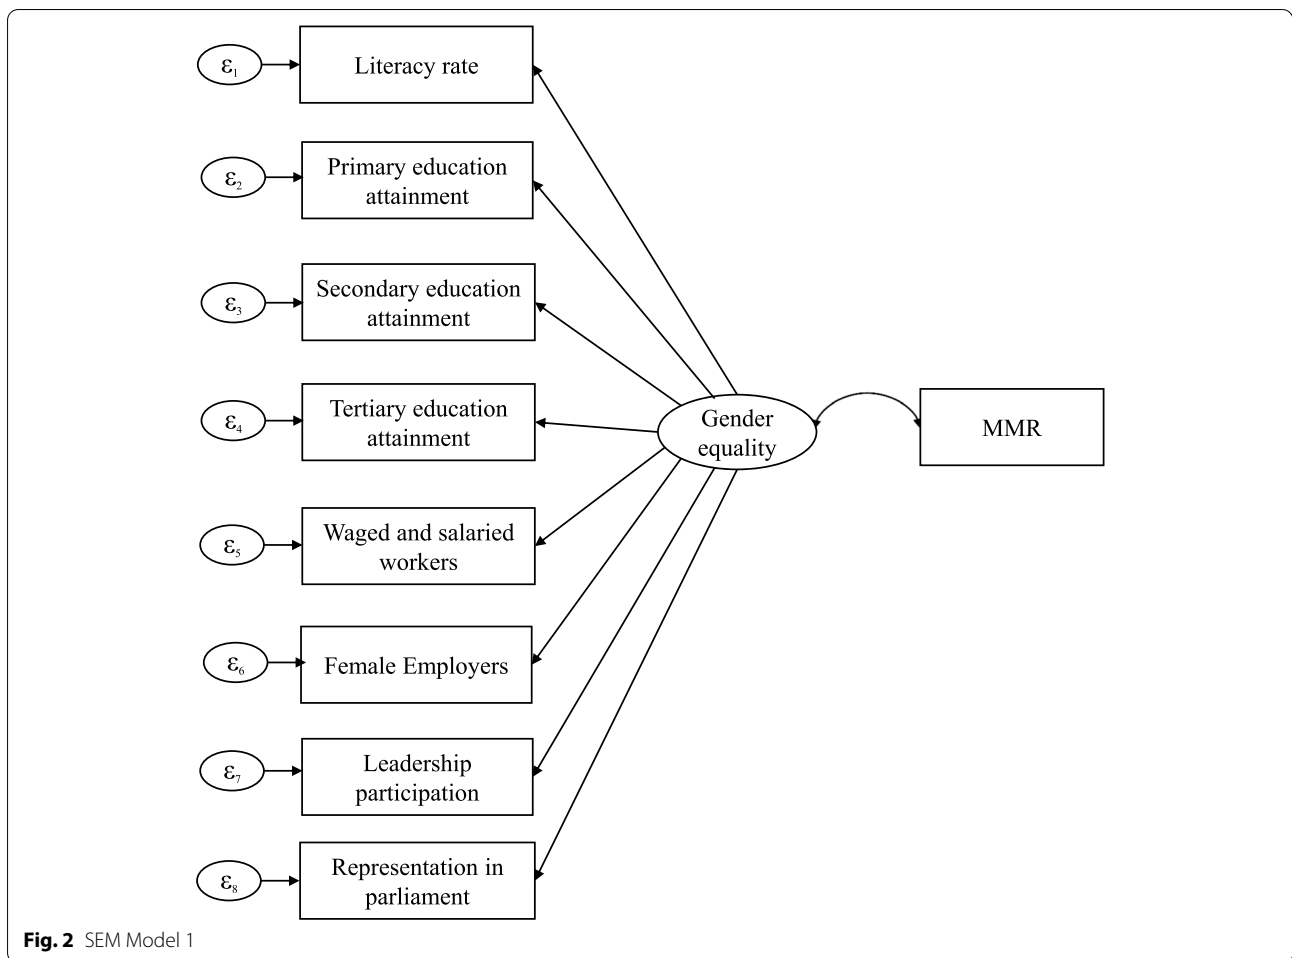 ε1
Literacy rate
ε2
Primary education
attainment
ε3
Secondary education
attainment
ε4
Tertiary education
attainment
Gender
equality
MMR
ε5
Waged and salaried
workers
ε6
Female Employers
ε7
Leadership
participation
ε8
Representation in
parliament
Fig. 2 SEM Model 1